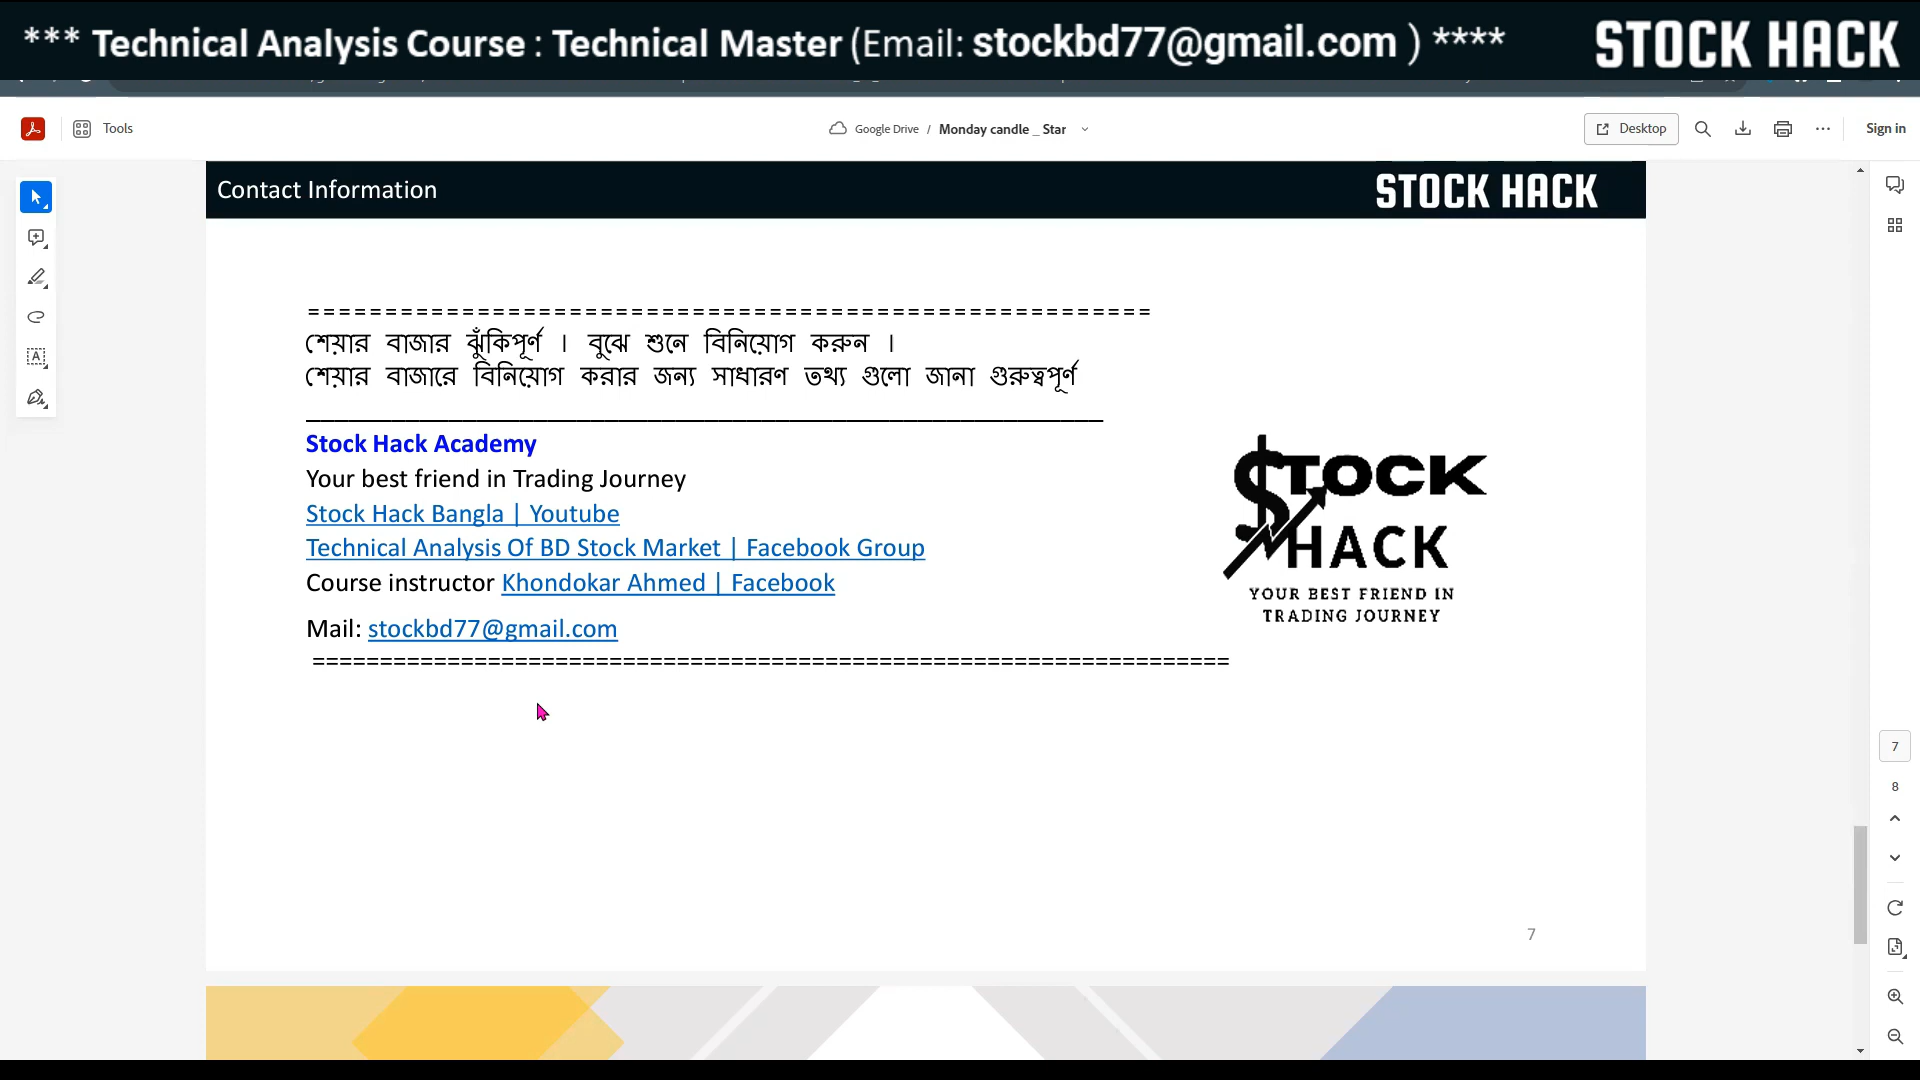 *** Technical Analysis Course : Technical Master (Email: stockbd77@gmail.com ) ****
STOCK HACK
Tools
Google Drive / Monday candle _ Star
Desktop
Sign in
Contact Information
STOCK HACK
=======================================================
শেয়ার বাজার ঝুঁকিপূর্ণ । বুঝে শুনে বিনিয়োগ করুন ।
শেয়ার বাজারে বিনিয়োগ করার জন্য সাধারণ তথ্য গুলো জানা গুরুত্বপূর্ণ
Stock Hack Academy
Your best friend in Trading Journey
Stock Hack Bangla | Youtube
Technical Analysis Of BD Stock Market | Facebook Group
Course instructor Khondokar Ahmed | Facebook
Mail: stockbd77@gmail.com
====================================================================
$TOCK
HACK
YOUR BEST FRIEND IN
TRADING JOURNEY
7
7
8